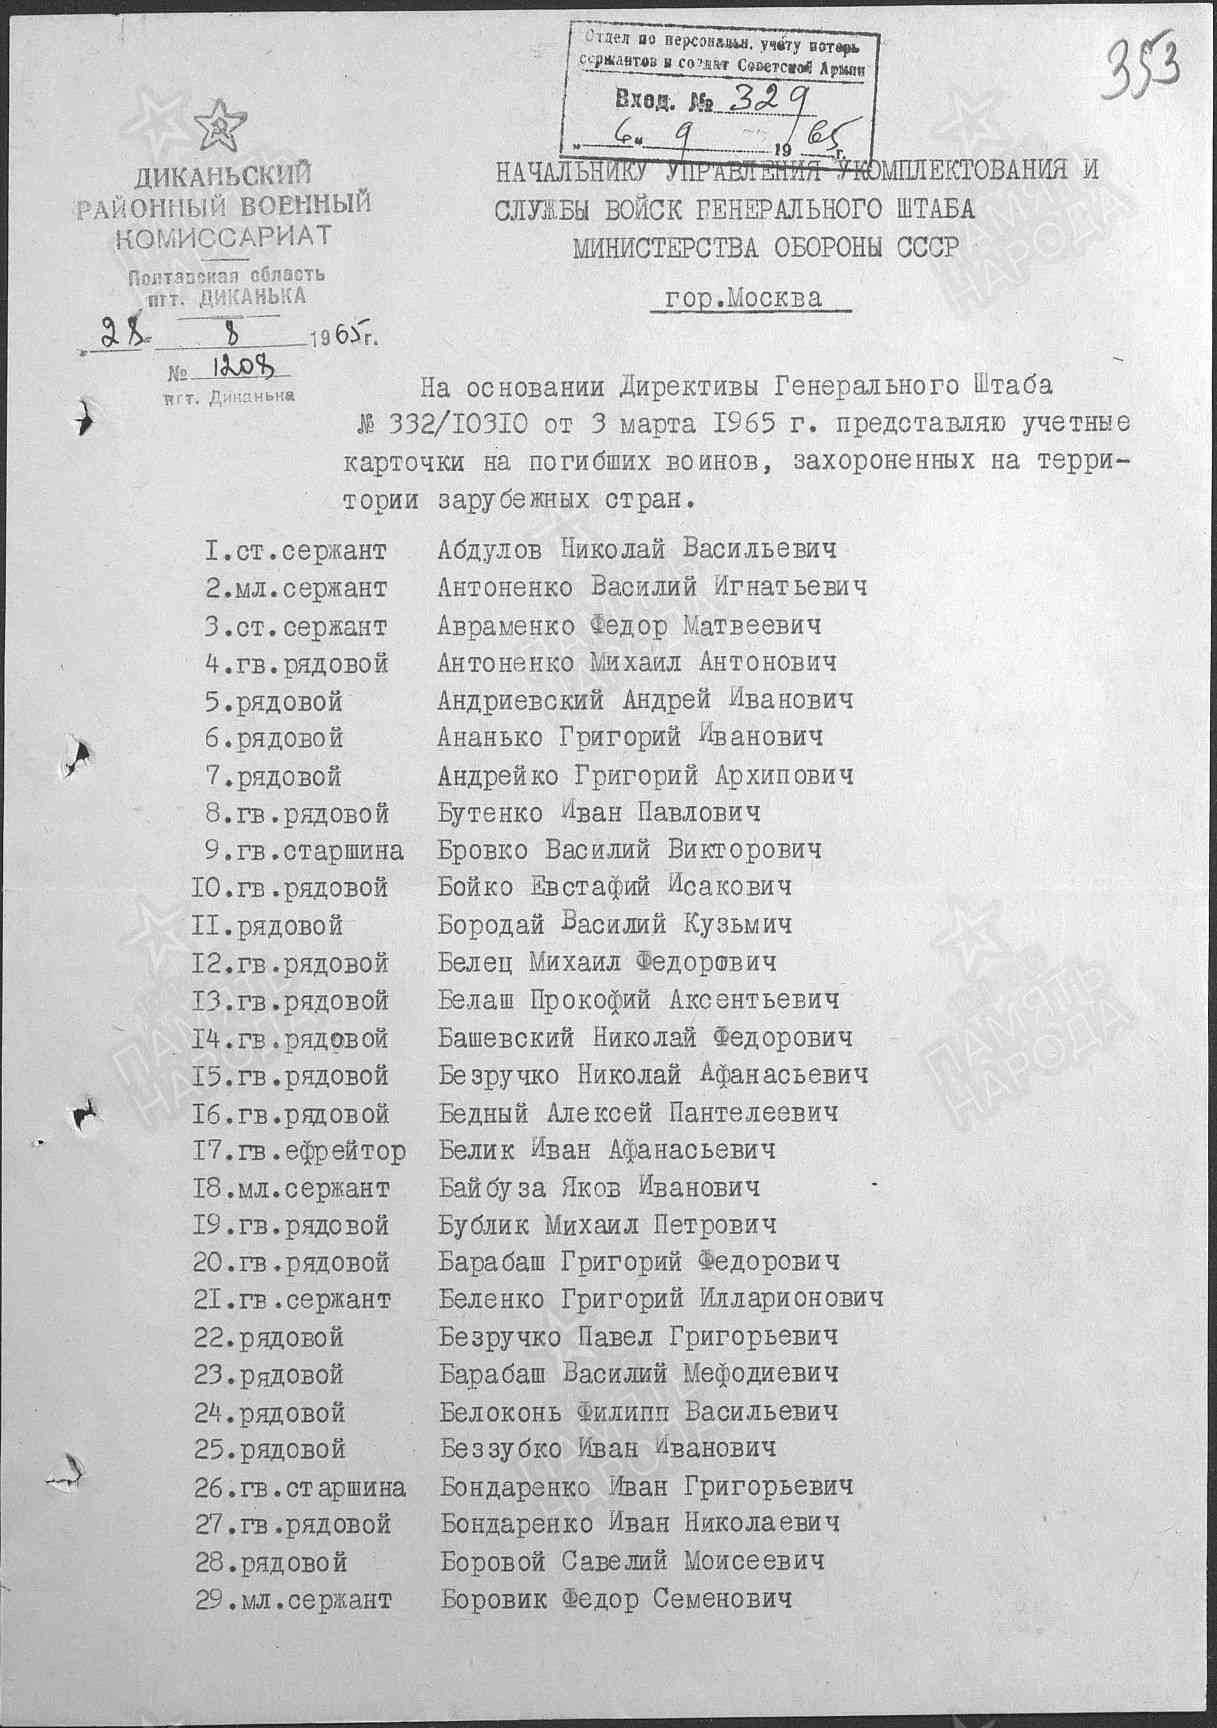 353
Отдел по персональн. учёту потерь
сержантов и солдат Советской Армии
Вход. № 329
"6" 9 1965 г.
ДИКАНЬСКИЙ
РАЙОННЫЙ ВОЕННЫЙ
КОМИССАРИАТ
Полтавская область
пгт. ДИКАНЬКА
"28" 8 1965 г.
№ 1208
пгт. Диканька
НАЧАЛЬНИКУ УПРАВЛЕНИЯ УКОМПЛЕКТОВАНИЯ И
СЛУЖБЫ ВОЙСК ГЕНЕРАЛЬНОГО ШТАБА
МИНИСТЕРСТВА ОБОРОНЫ СССР
гор.Москва
На основании Директивы Генерального Штаба
№ 332/10310 от 3 марта 1965 г. представляю учетные
карточки на погибших воинов, захороненных на терри-
тории зарубежных стран.
1.ст.сержант Абдулов Николай Васильевич
2.мл.сержант Антоненко Василий Игнатьевич
3.ст.сержант Авраменко Федор Матвеевич
4.гв.рядовой Антоненко Михаил Антонович
5.рядовой Андриевский Андрей Иванович
6.рядовой Ананько Григорий Иванович
7.рядовой Андрейко Григорий Архипович
8.гв.рядовой Бутенко Иван Павлович
9.гв.старшина Бровко Василий Викторович
10.гв.рядовой Бойко Евстафий Исакович
11.рядовой Бородай Василий Кузьмич
12.гв.рядовой Белец Михаил Федорович
13.гв.рядовой Белаш Прокофий Аксентьевич
14.гв.рядовой Башевский Николай Федорович
15.гв.рядовой Безручко Николай Афанасьевич
16.гв.рядовой Бедный Алексей Пантелеевич
17.гв.ефрейтор Белик Иван Афанасьевич
18.мл.сержант Байбуза Яков Иванович
19.гв.рядовой Бублик Михаил Петрович
20.гв.рядовой Барабаш Григорий Федорович
21.гв.сержант Беленко Григорий Илларионович
22.рядовой Безручко Павел Григорьевич
23.рядовой Барабаш Василий Мефодиевич
24.рядовой Белоконь Филипп Васильевич
25.рядовой Беззубко Иван Иванович
26.гв.старшина Бондаренко Иван Григорьевич
27.гв.рядовой Бондаренко Иван Николаевич
28.рядовой Боровой Савелий Моисеевич
29.мл.сержант Боровик Федор Семенович
ПАМЯТЬ
НАРОДА